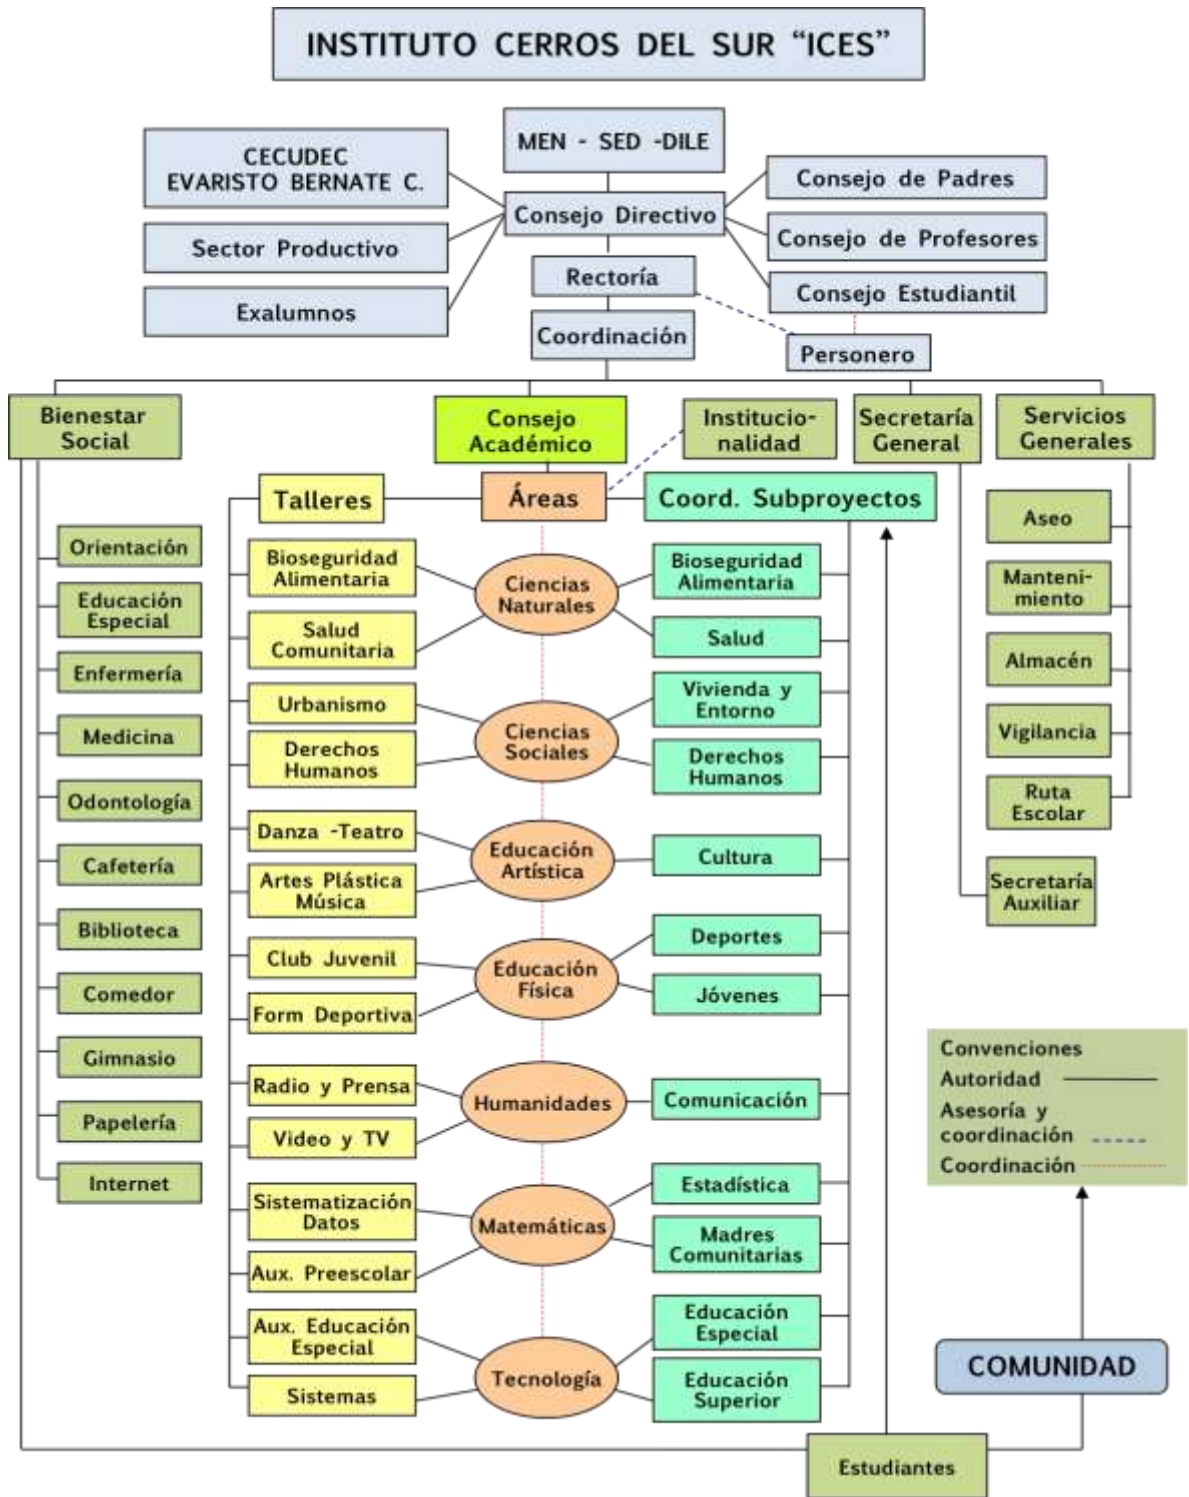 INSTITUTO CERROS DEL SUR “ICES”
MEN - SED -DILE
CECUDEC
EVARISTO BERNATE C.
Consejo de Padres
Consejo Directivo
Sector Productivo
Consejo de Profesores
Rectoría
Exalumnos
Consejo Estudiantil
Coordinación
Personero
Bienestar
Social
Consejo
Académico
Institucio-
nalidad
Secretaría
General
Servicios
Generales
Talleres
Áreas
Coord. Subproyectos
Orientación
Educación
Especial
Enfermería
Medicina
Odontología
Cafetería
Biblioteca
Comedor
Gimnasio
Papelería
Internet
Bioseguridad
Alimentaria
Salud
Comunitaria
Urbanismo
Derechos
Humanos
Danza -Teatro
Artes Plástica
Música
Club Juvenil
Form Deportiva
Radio y Prensa
Video y TV
Sistematización
Datos
Aux. Preescolar
Aux. Educación
Especial
Sistemas
Ciencias
Naturales
Ciencias
Sociales
Educación
Artística
Educación
Física
Humanidades
Matemáticas
Tecnología
Bioseguridad
Alimentaria
Salud
Vivienda y
Entorno
Derechos
Humanos
Cultura
Deportes
Jóvenes
Comunicación
Estadística
Madres
Comunitarias
Educación
Especial
Educación
Superior
Aseo
Manteni-
miento
Almacén
Vigilancia
Ruta
Escolar
Secretaría
Auxiliar
Convenciones
Autoridad
Asesoría y
coordinación
Coordinación
COMUNIDAD
Estudiantes